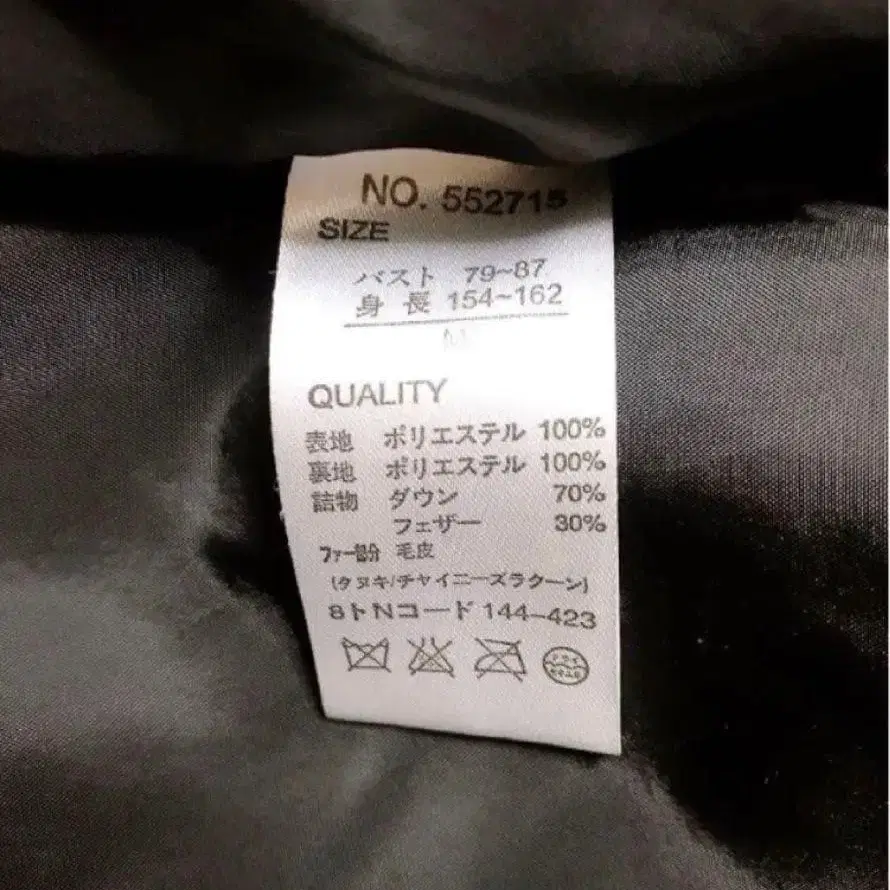 NO. 552715
SIZE
バスト 79~87
身長 154~162
M
QUALITY
表地 ポリエステル 100%
裏地 ポリエステル 100%
詰物 ダウン 70%
フェザー 30%
ファー部分 毛皮
(タヌキ/チャイニーズラクーン)
8トNコード 144-423